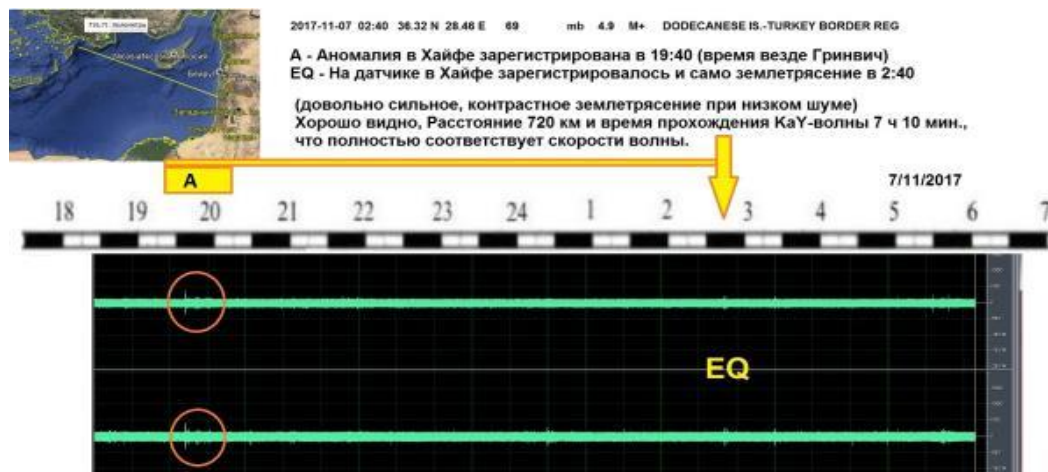 2017-11-07 02:40 36.32 N 28.46 E 69 mb 4.9 M+ DODECANESE IS.-TURKEY BORDER REG
А - Аномалия в Хайфе зарегистрирована в 19:40 (время везде Гринвич)
EQ - На датчике в Хайфе зарегистрировалось и само землетрясение в 2:40
(довольно сильное, контрастное землетрясение при низком шуме)
Хорошо видно, Расстояние 720 км и время прохождения KaY-волны 7 ч 10 мин.,
что полностью соответствует скорости волны.
А
7/11/2017
18 19 20 21 22 23 24 1 2 3 4 5 6 7
EQ